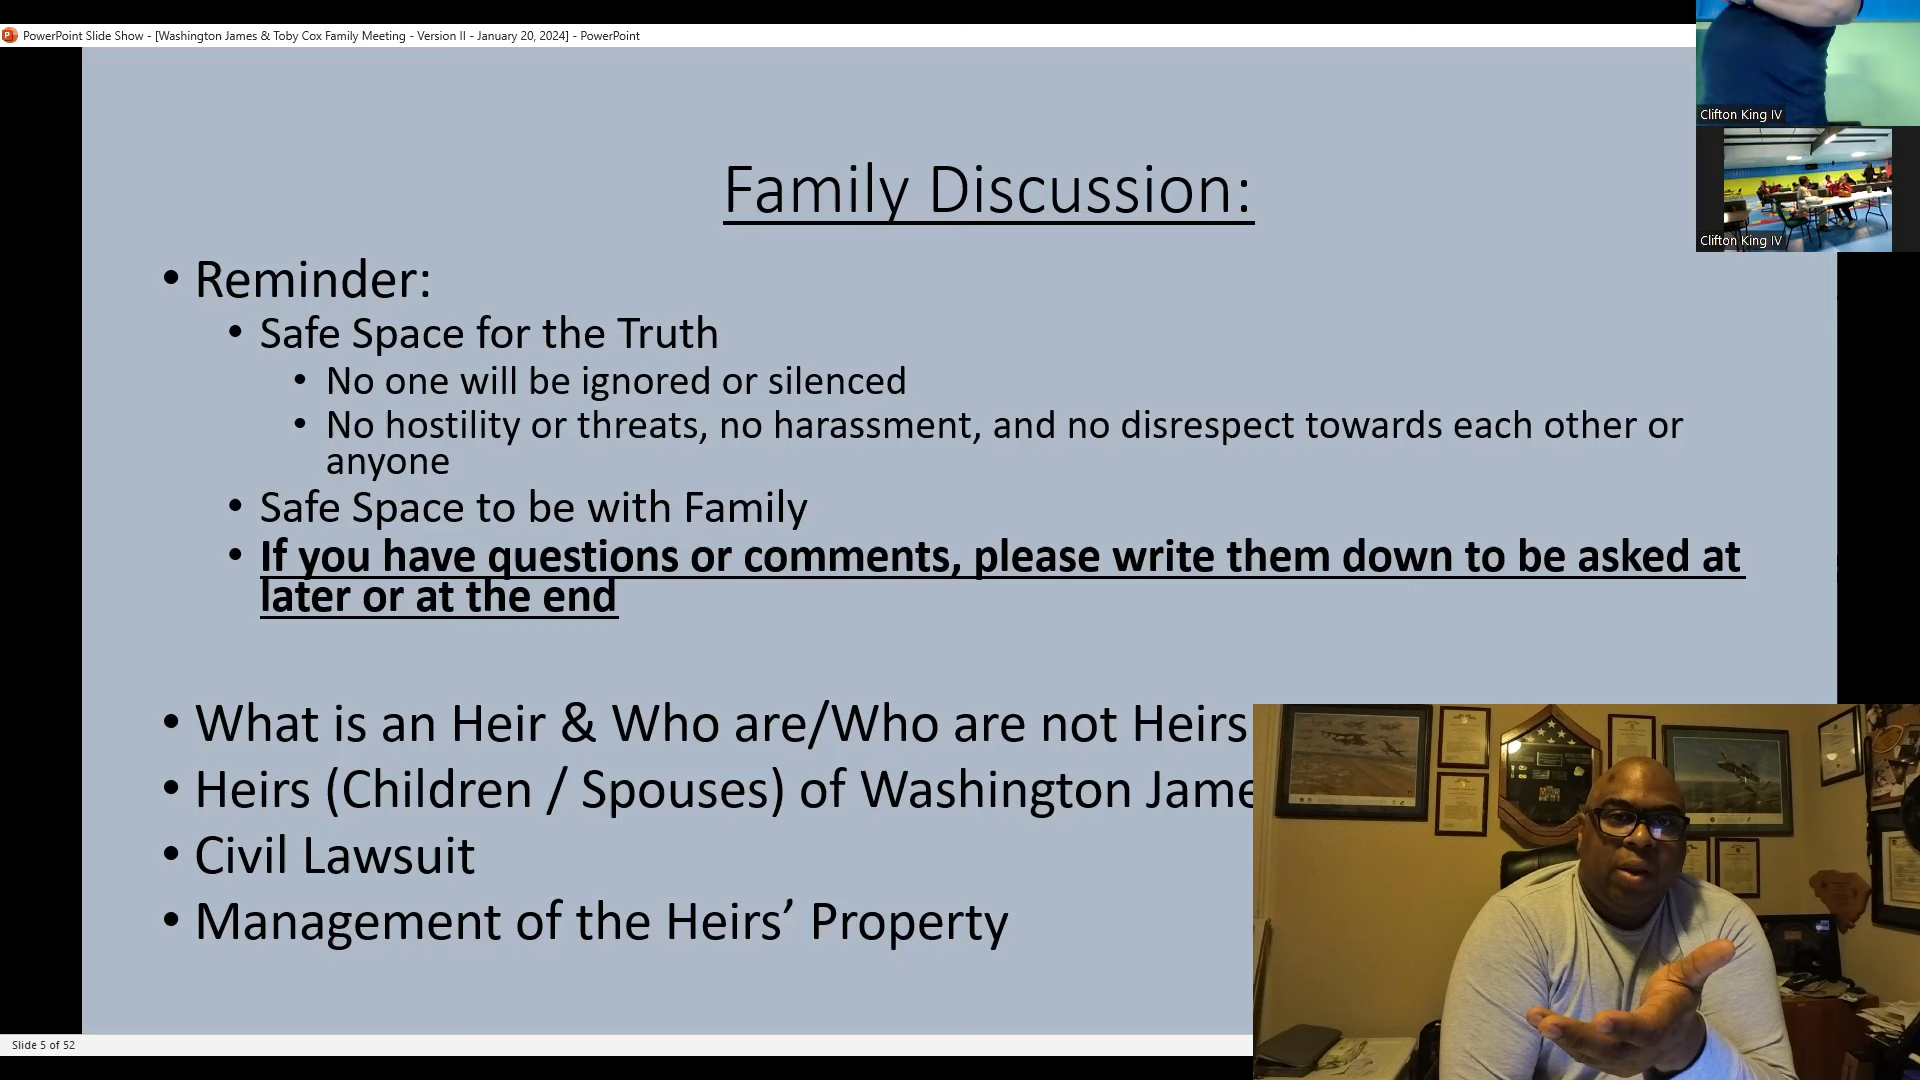 PowerPoint Slide Show - [Washington James & Toby Cox Family Meeting - Version II - January 20, 2024] - PowerPoint
Clifton King IV
Clifton King IV
Family Discussion:
• Reminder:
• Safe Space for the Truth
• No one will be ignored or silenced
• No hostility or threats, no harassment, and no disrespect towards each other or
anyone
• Safe Space to be with Family
• If you have questions or comments, please write them down to be asked at
later or at the end
• What is an Heir & Who are/Who are not Heirs
• Heirs (Children / Spouses) of Washington Jame
• Civil Lawsuit
• Management of the Heirs’ Property
Slide 5 of 52